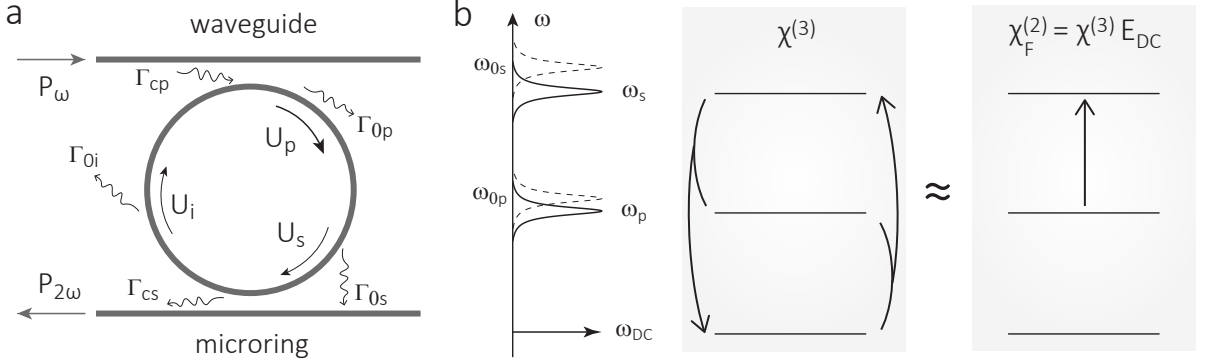 a
waveguide
P_ω
Γ_cp
Γ_0p
U_p
Γ_0i
U_i
U_s
P_2ω
Γ_cs
Γ_0s
microring
b
ω
ω_0s
ω_s
ω_0p
ω_p
ω_DC
χ^(3)
≈
χ_F^(2) = χ^(3) E_DC